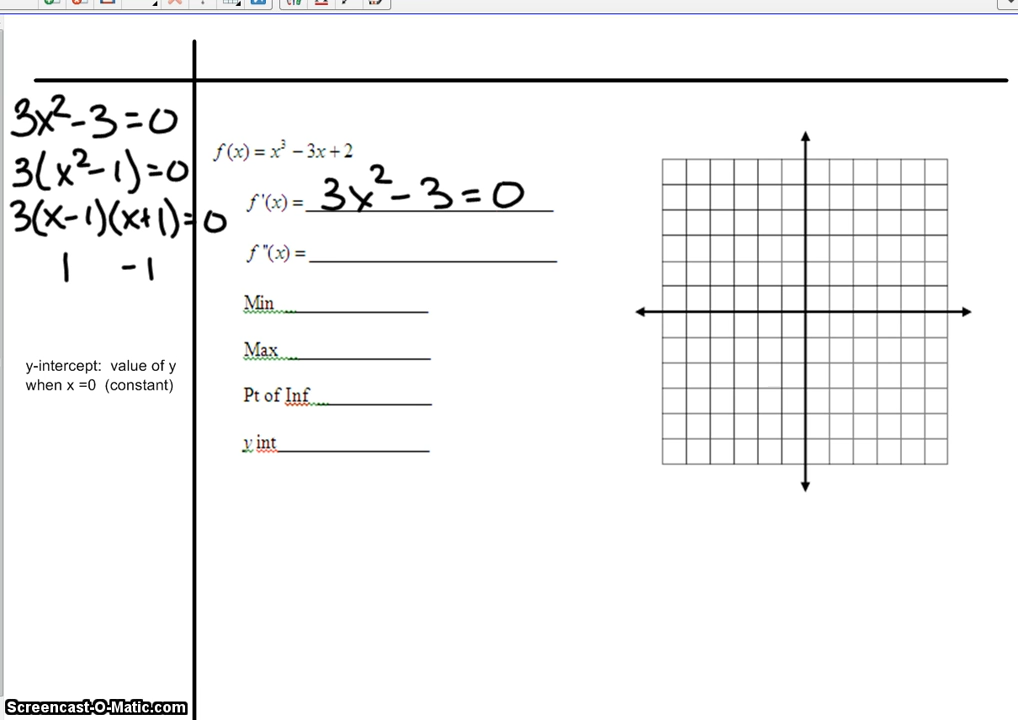 3x²-3=0
3(x²-1)=0
3(x-1)(x+1)=0
1 -1
y-intercept: value of y
when x =0 (constant)
f(x) = x³ − 3x + 2
f'(x) = 3x²-3=0
f"(x) =
Min
Max
Pt of Inf
y int
Screencast-O-Matic.com